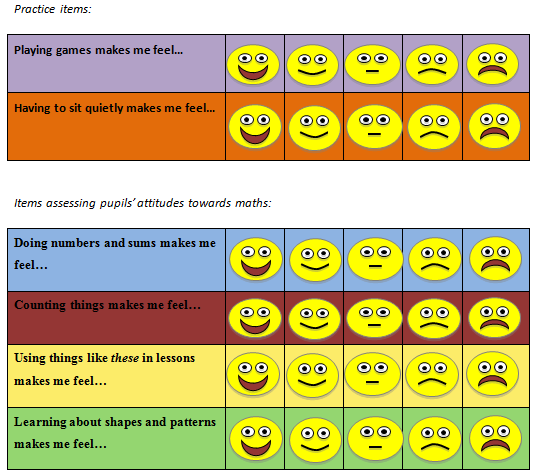 Practice items:
Playing games makes me feel...
Having to sit quietly makes me feel...
Items assessing pupils' attitudes towards maths:
Doing numbers and sums makes me
feel…
Counting things makes me feel…
Using things like these in lessons
makes me feel…
Learning about shapes and patterns
makes me feel…